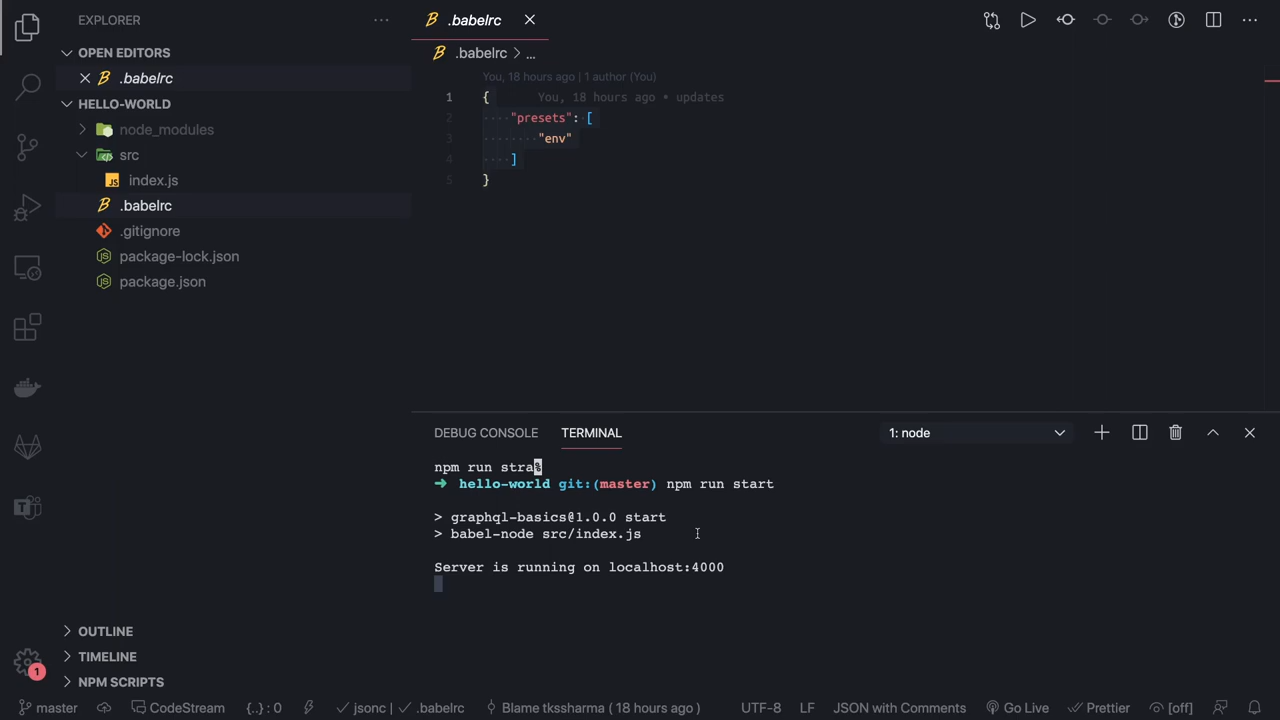 EXPLORER
OPEN EDITORS
.babelrc
HELLO-WORLD
node_modules
src
JS index.js
.babelrc
.gitignore
package-lock.json
package.json
OUTLINE
TIMELINE
NPM SCRIPTS
.babelrc
.babelrc > ...
You, 18 hours ago | 1 author (You)
1 { You, 18 hours ago • updates
2 "presets": [
3 "env"
4 ]
5 }
DEBUG CONSOLE TERMINAL 1: node
npm run stra%
➜ hello-world git:(master) npm run start
> graphql-basics@1.0.0 start
> babel-node src/index.js
Server is running on localhost:4000
1
master CodeStream {..} : 0 ✓ jsonc | ✓ .babelrc Blame tkssharma ( 18 hours ago ) UTF-8 LF JSON with Comments Go Live Prettier [off]